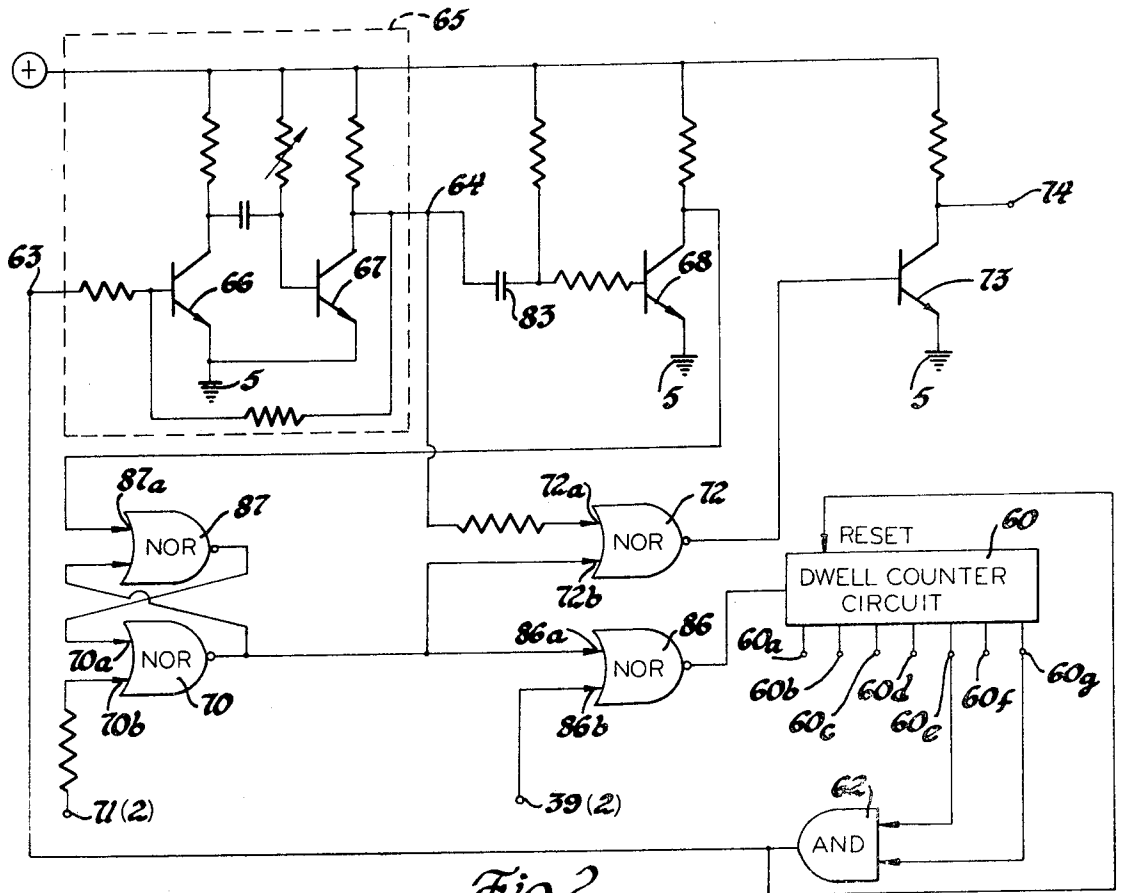 65
+
64
74
63
66
67
68
73
83
5
5
5
87a
87
72a
72
NOR
NOR
RESET
60
72b
DWELL COUNTER
CIRCUIT
86a
86
70a
NOR
NOR
60a
60b
60c
60d
60e
60f
60g
70b
70
86b
71(2)
39(2)
62
AND
Fig. 2